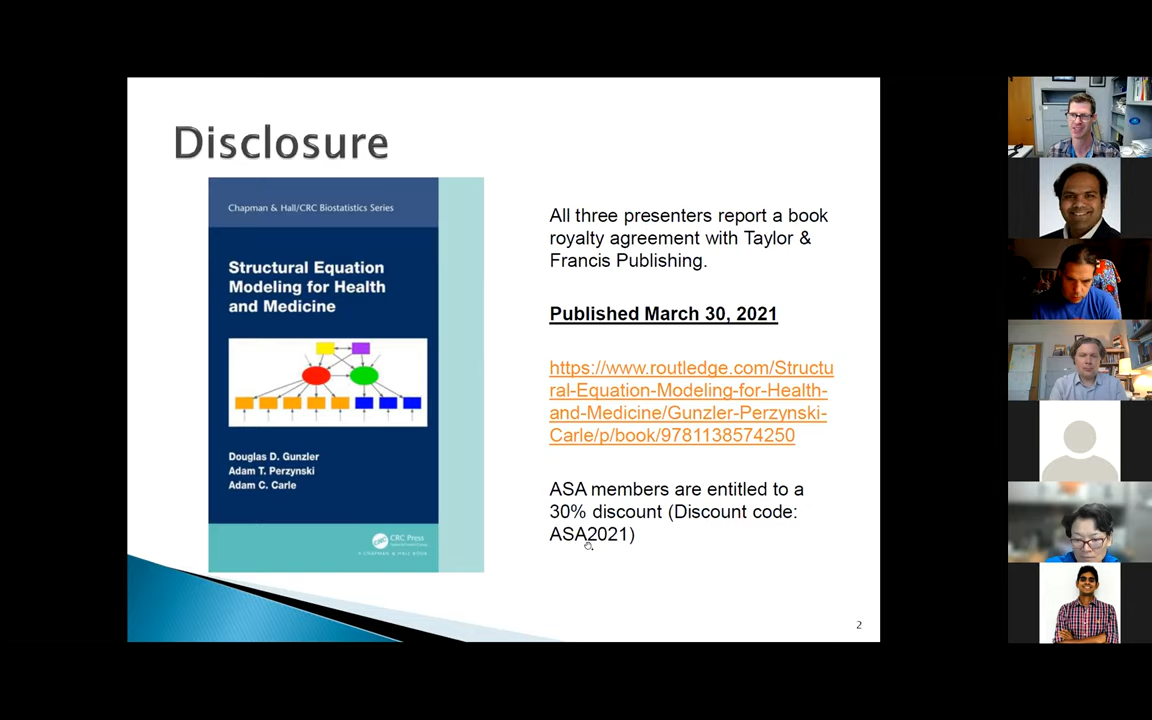 Disclosure
Chapman & Hall/CRC Biostatistics Series
Structural Equation
Modeling for Health
and Medicine
Douglas D. Gunzler
Adam T. Perzynski
Adam C. Carle
CRC Press
A CHAPMAN & HALL BOOK
All three presenters report a book
royalty agreement with Taylor &
Francis Publishing.
Published March 30, 2021
https://www.routledge.com/Structu
ral-Equation-Modeling-for-Health-
and-Medicine/Gunzler-Perzynski-
Carle/p/book/9781138574250
ASA members are entitled to a
30% discount (Discount code:
ASA2021)
2